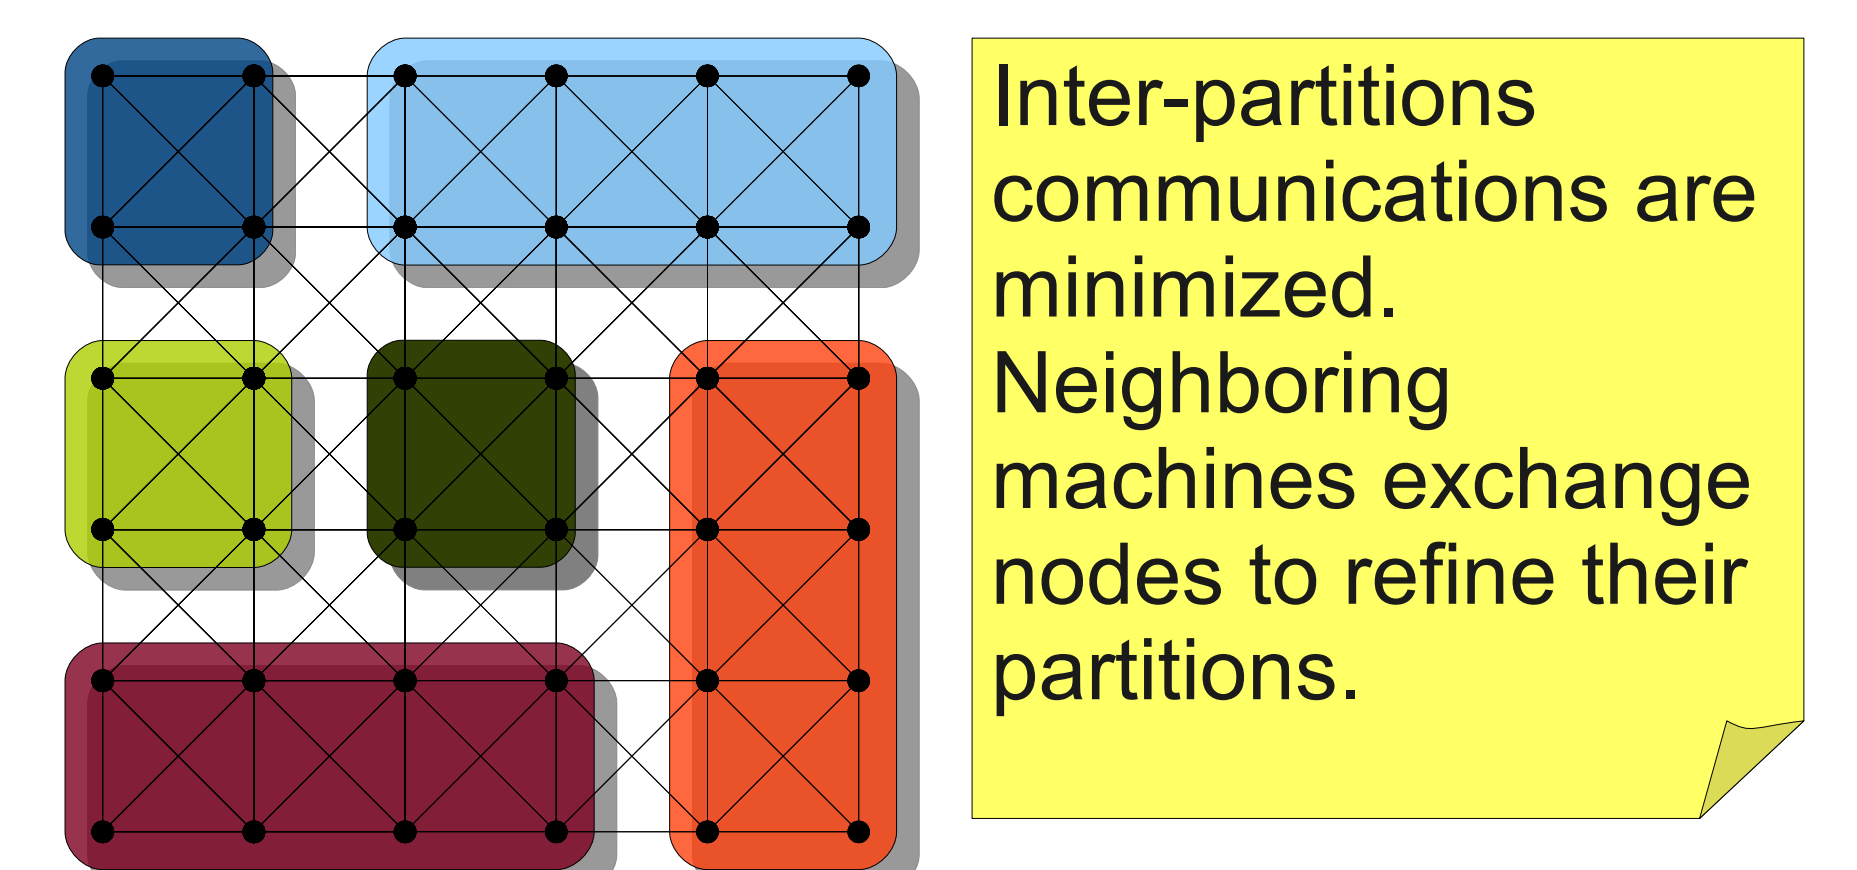 Inter-partitions
communications are
minimized.
Neighboring
machines exchange
nodes to refine their
partitions.